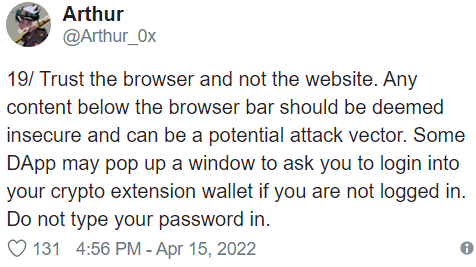 Arthur
@Arthur_0x
19/ Trust the browser and not the website. Any
content below the browser bar should be deemed
insecure and can be a potential attack vector. Some
DApp may pop up a window to ask you to login into
your crypto extension wallet if you are not logged in.
Do not type your password in.
131 4:56 PM - Apr 15, 2022